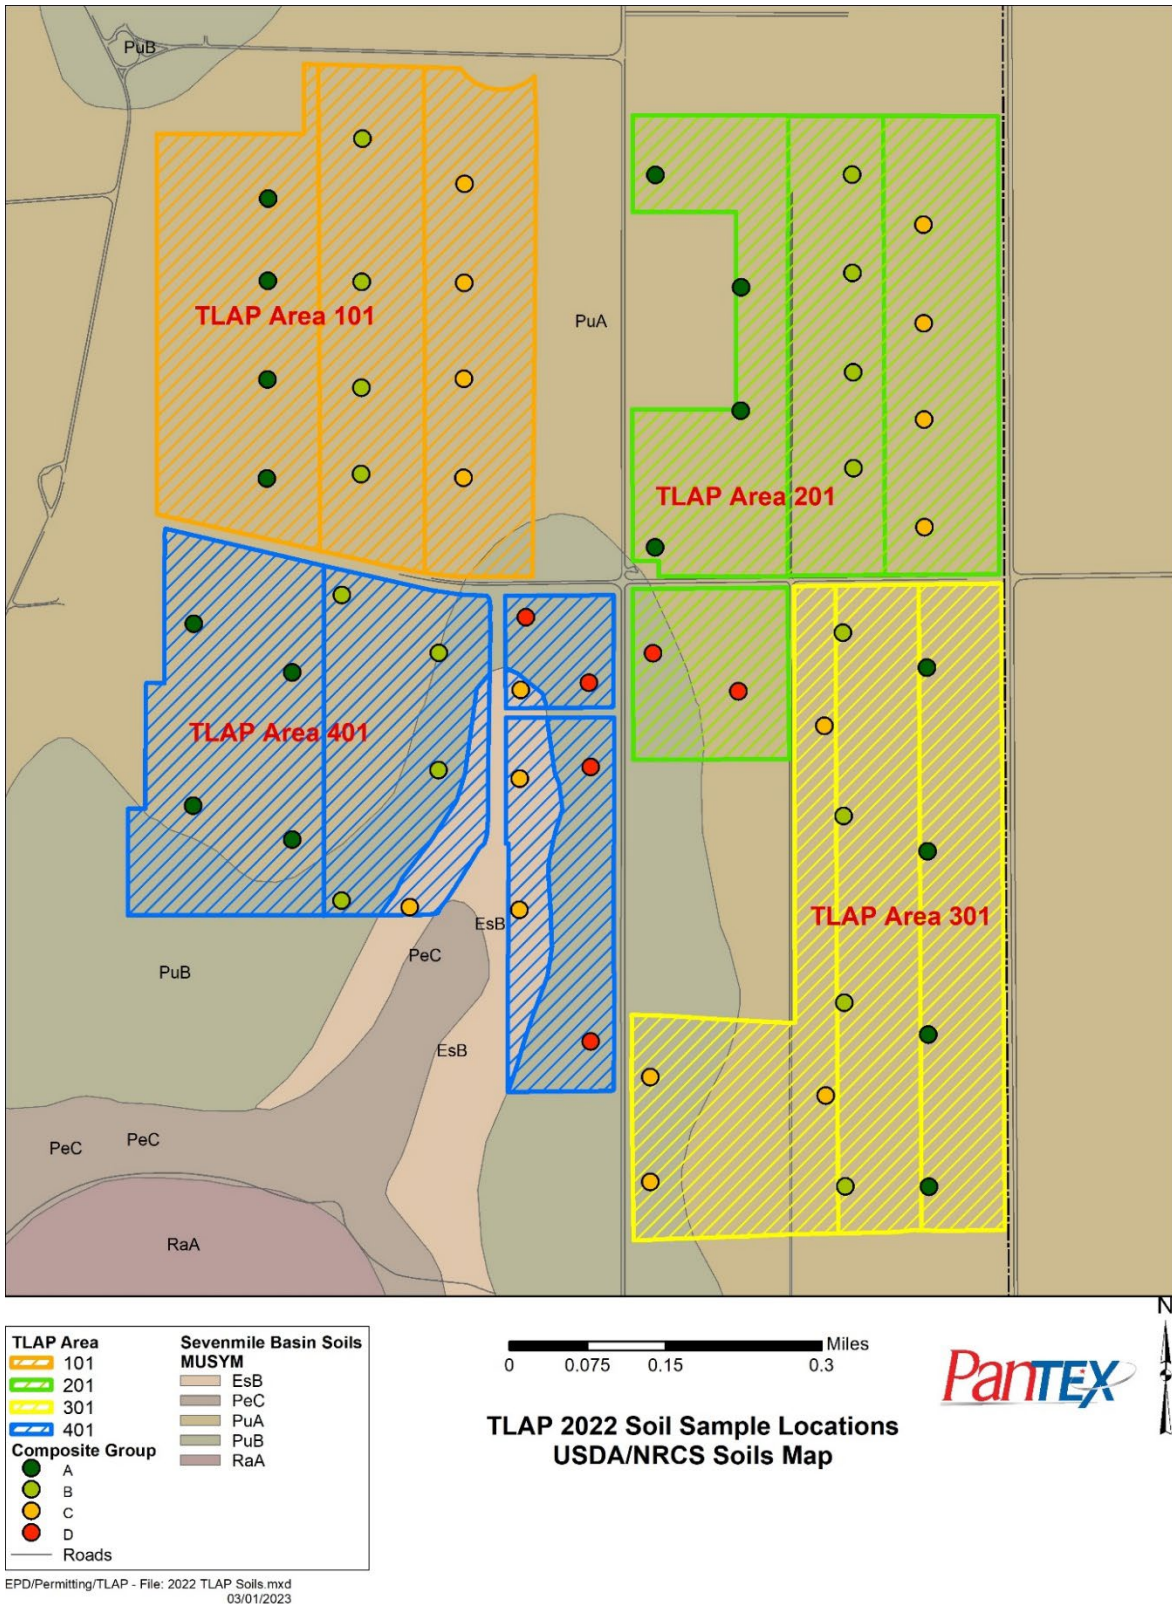 PuB
TLAP Area 101
PuA
TLAP Area 201
TLAP Area 401
TLAP Area 301
EsB
PeC
PuB
EsB
PeC
PeC
RaA
TLAP Area
101
201
301
401
Composite Group
A
B
C
D
Roads
Sevenmile Basin Soils
MUSYM
EsB
PeC
PuA
PuB
RaA
Miles
0 0.075 0.15 0.3
TLAP 2022 Soil Sample Locations
USDA/NRCS Soils Map
PanTEX
N
EPD/Permitting/TLAP - File: 2022 TLAP Soils.mxd
03/01/2023